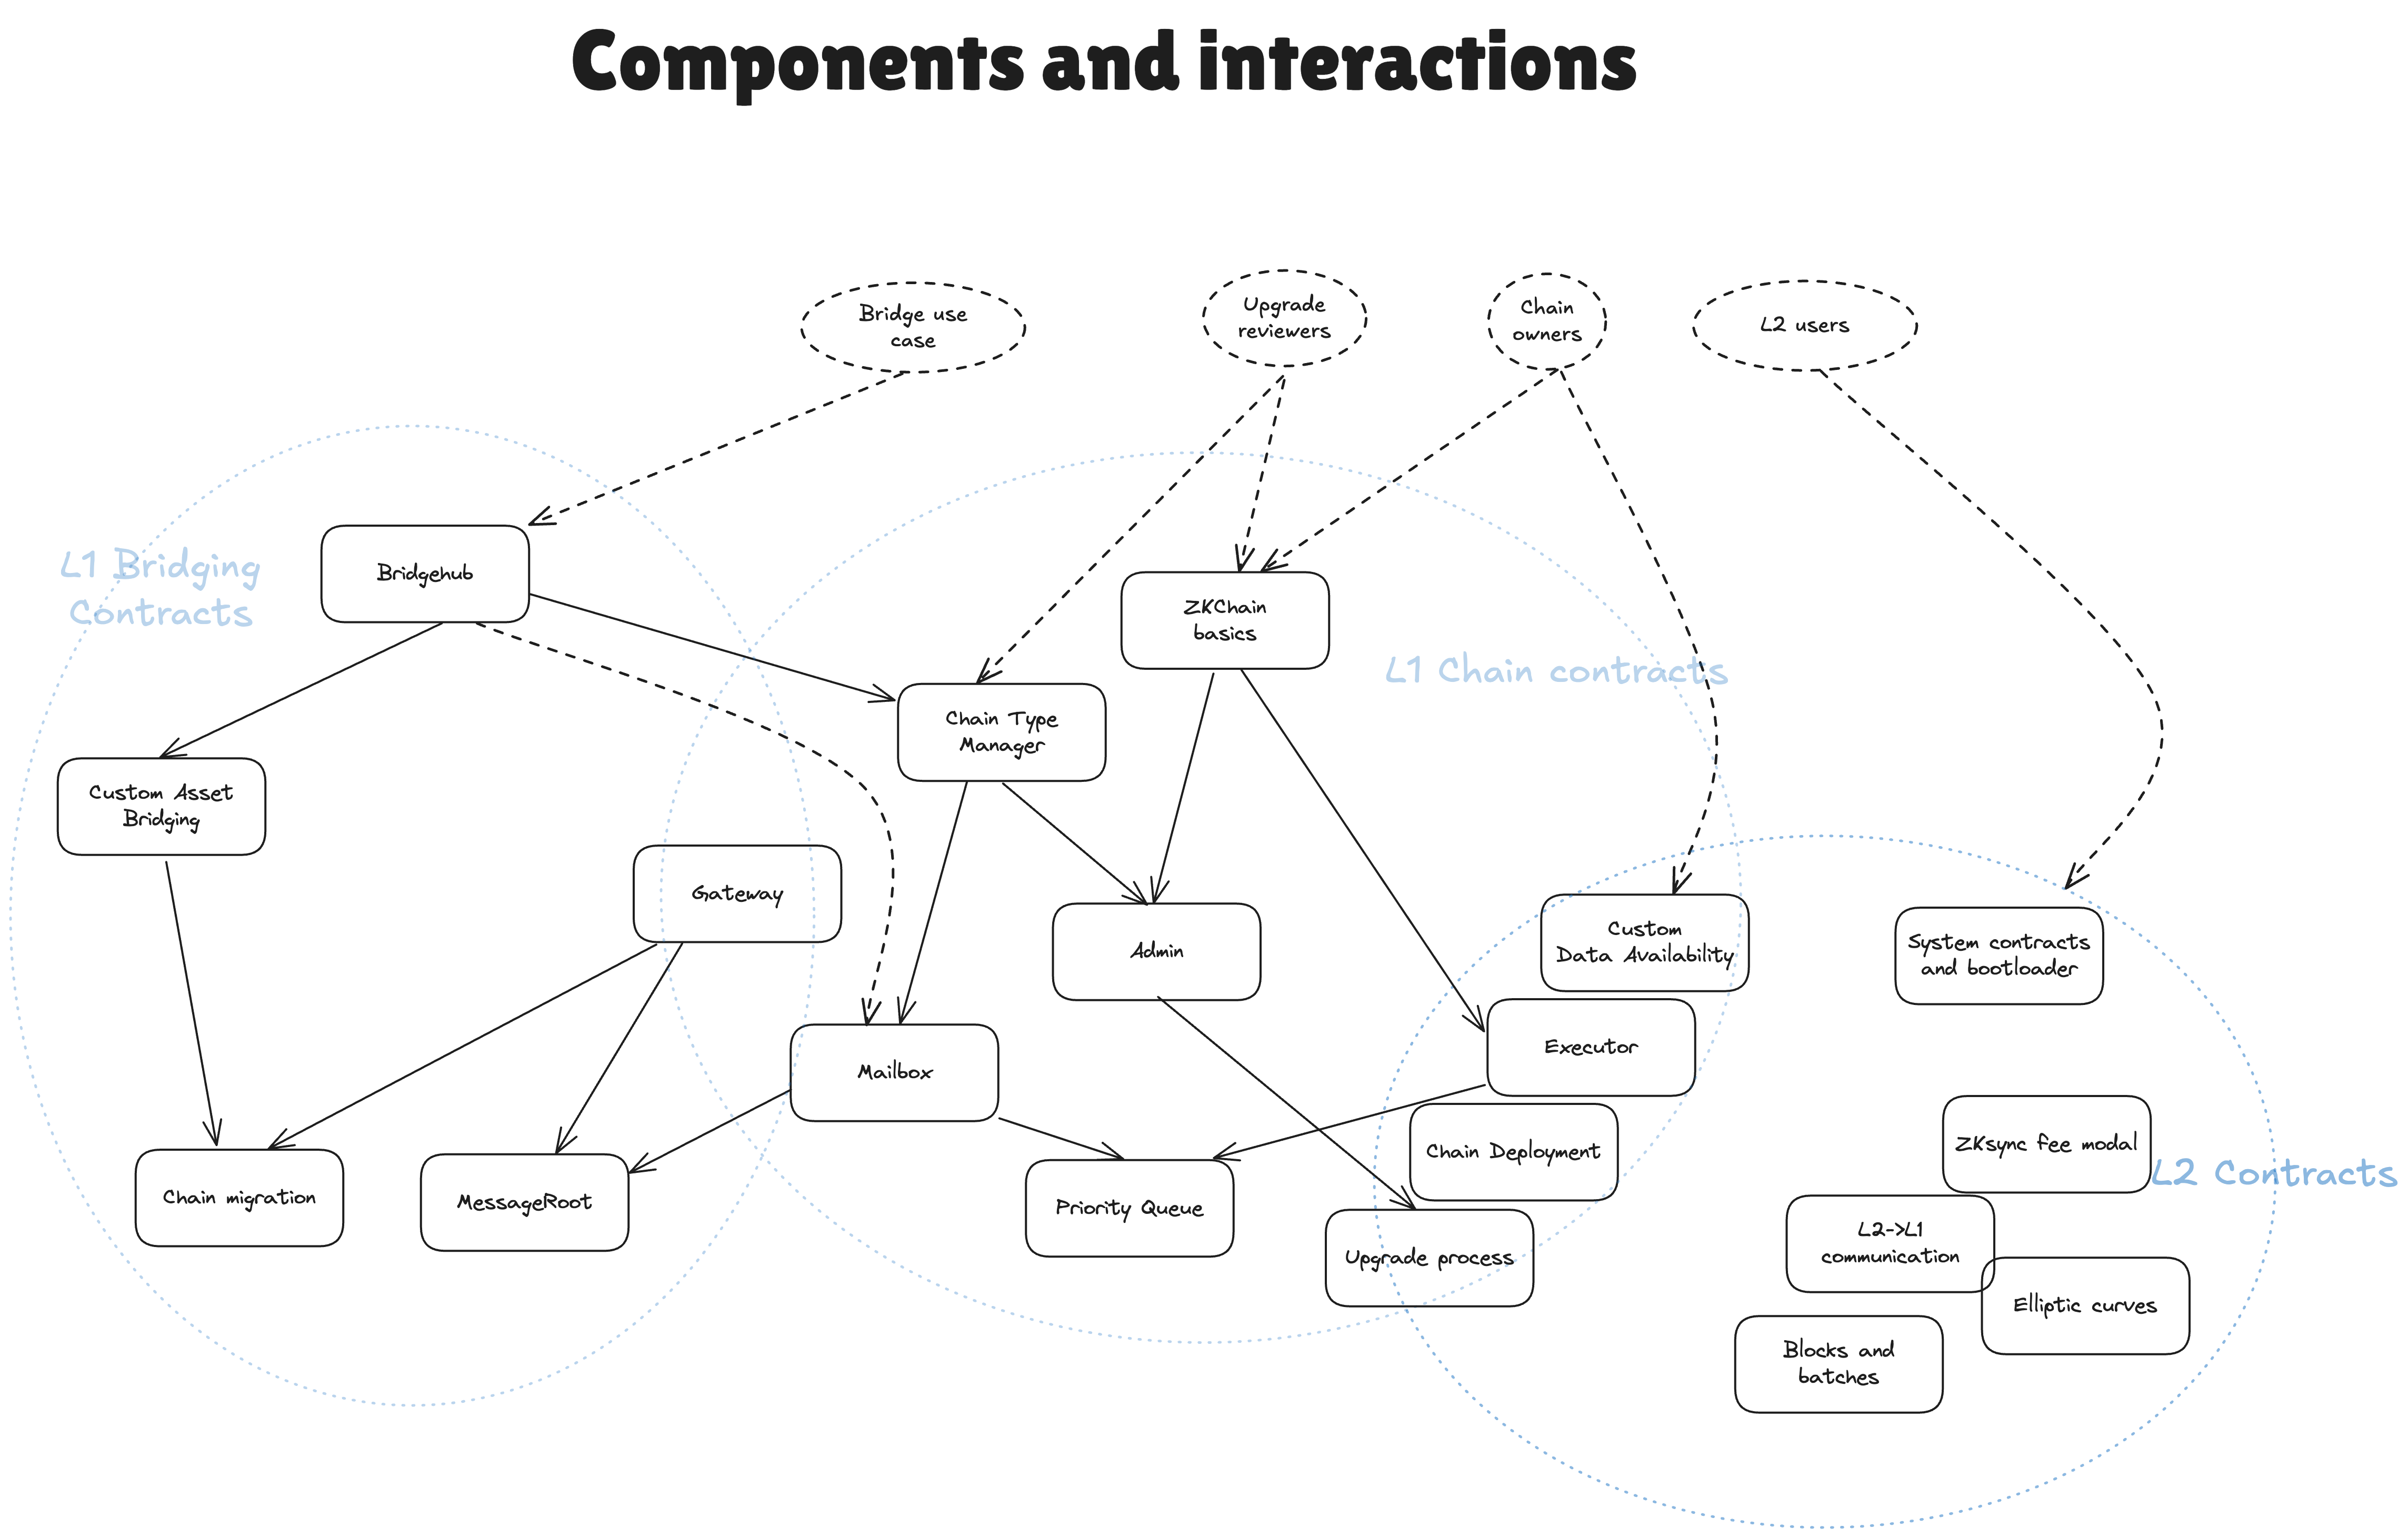 Components and interactions
Bridge use
case
Upgrade
reviewers
Chain
owners
L2 users
L1 Bridging
Contracts
Bridgehub
ZKChain
basics
L1 Chain contracts
Chain Type
Manager
Custom Asset
Bridging
Gateway
Admin
Custom
Data Availability
System contracts
and bootloader
Mailbox
Executor
Chain Deployment
ZKsync fee modal
L2 Contracts
Chain migration
MessageRoot
Priority Queue
Upgrade process
L2->L1
communication
Elliptic curves
Blocks and
batches